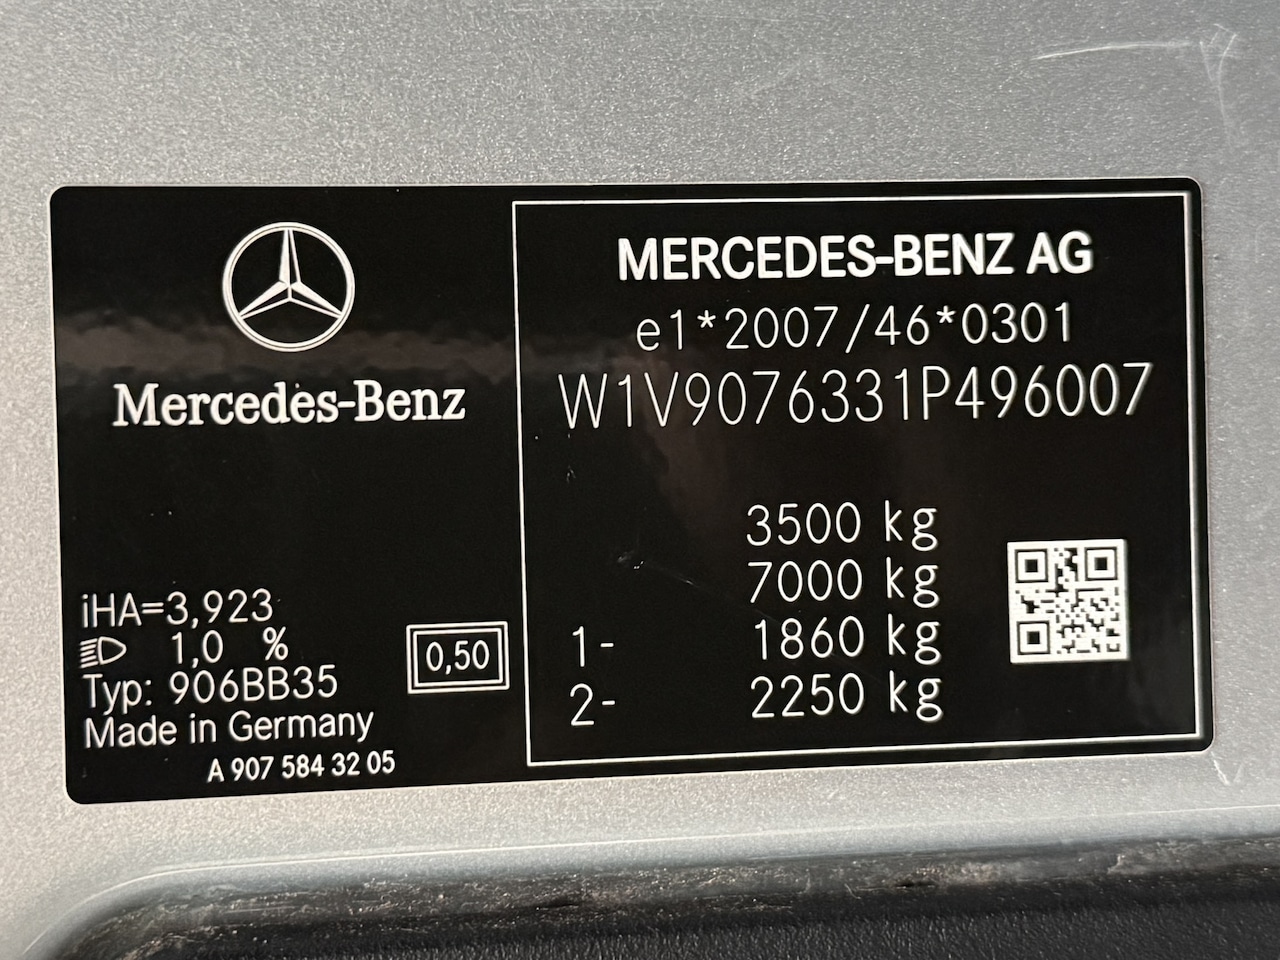 Mercedes-Benz
iHA=3,923
1,0 %
Typ: 906BB35
Made in Germany
A 907 584 32 05
0,50
MERCEDES-BENZ AG
e1*2007/46*0301
W1V9076331P496007
3500 kg
7000 kg
1- 1860 kg
2- 2250 kg